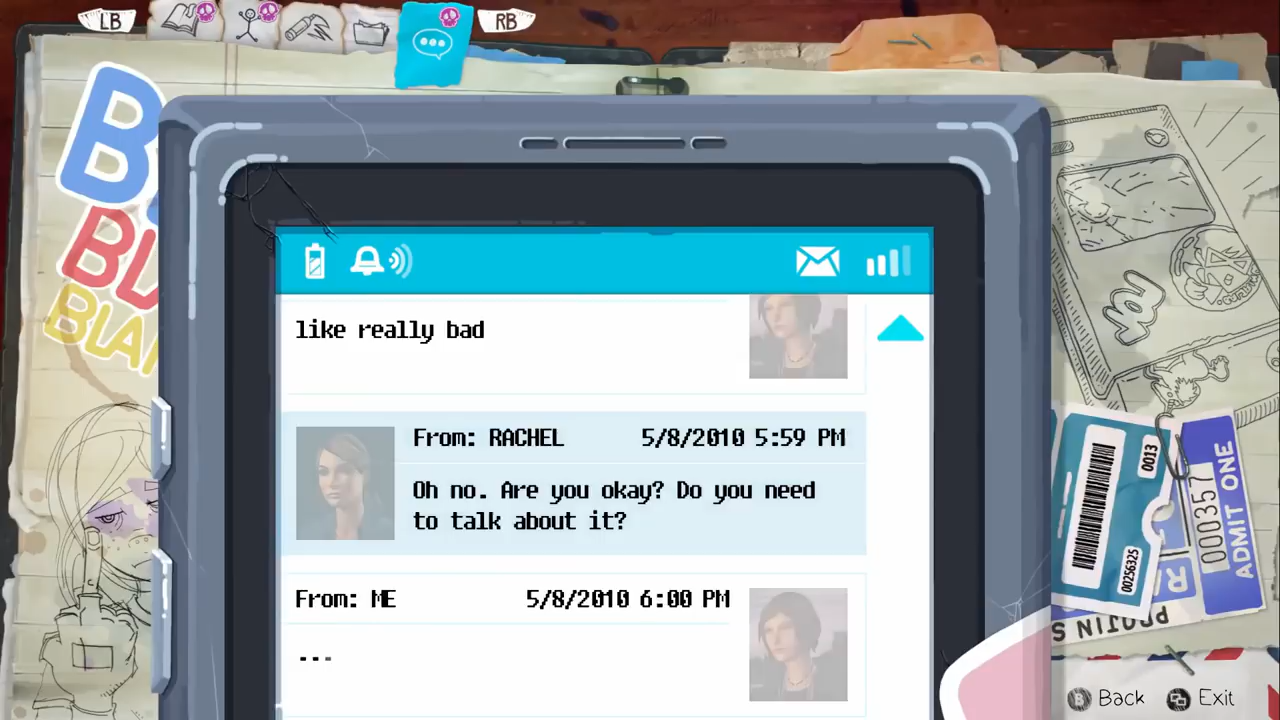 LB
RB
like really bad
From: RACHEL 5/8/2010 5:59 PM
Oh no. Are you okay? Do you need
to talk about it?
From: ME 5/8/2010 6:00 PM
...
0013
00256325
000357
ADMIT ONE
R
B Back
Exit